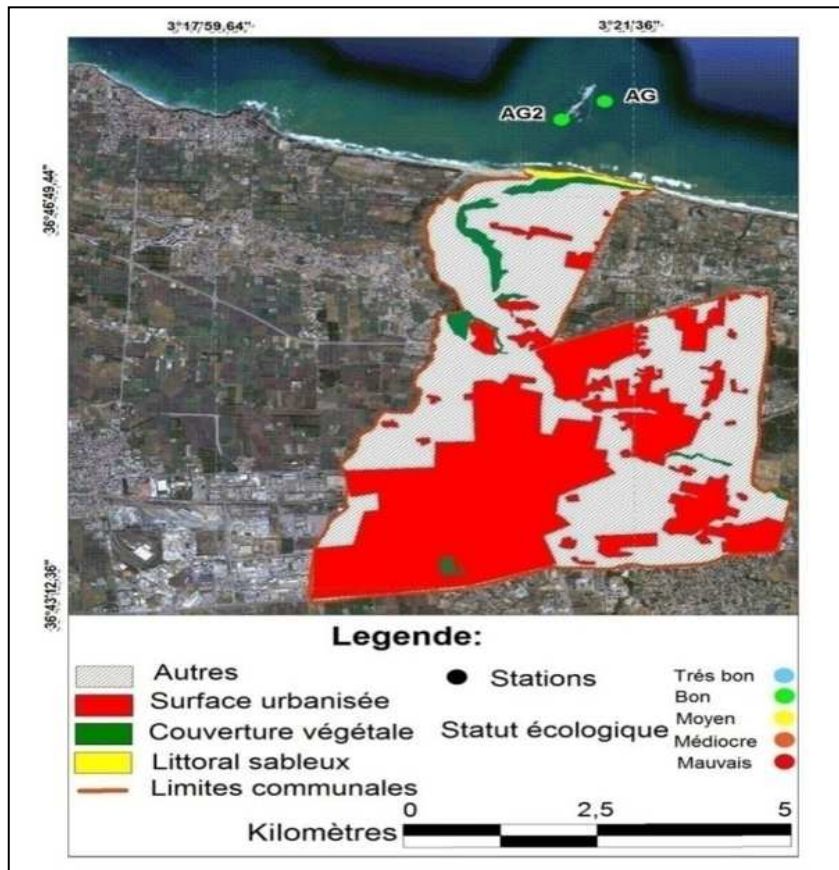 3°17'59,64" 3°21'36"
AG
AG2
36°46'49,44"
36°43'12,36"
Legende:
Autres
Surface urbanisée
Couverture végétale
Littoral sableux
Limites communales
Stations
Statut écologique
Trés bon
Bon
Moyen
Médiocre
Mauvais
0 2,5 5
Kilomètres